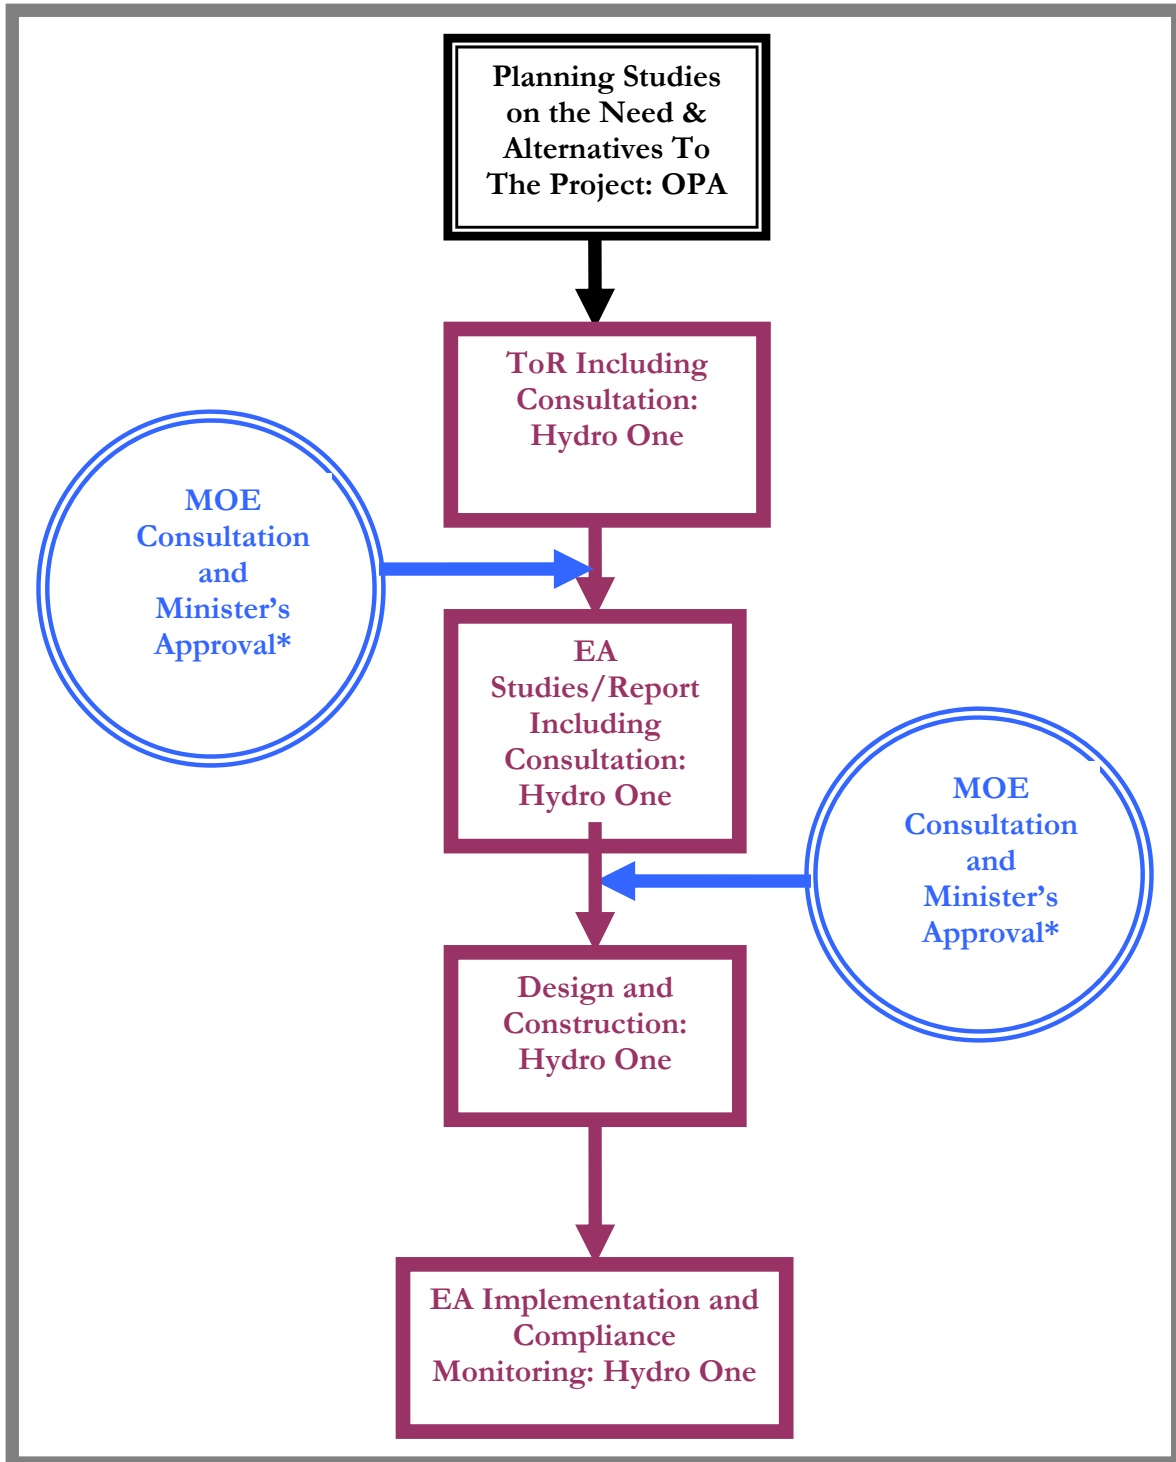 Planning Studies
on the Need &
Alternatives To
The Project: OPA
ToR Including
Consultation:
Hydro One
MOE
Consultation
and
Minister’s
Approval*
EA
Studies/Report
Including
Consultation:
Hydro One
MOE
Consultation
and
Minister’s
Approval*
Design and
Construction:
Hydro One
EA Implementation and
Compliance
Monitoring: Hydro One